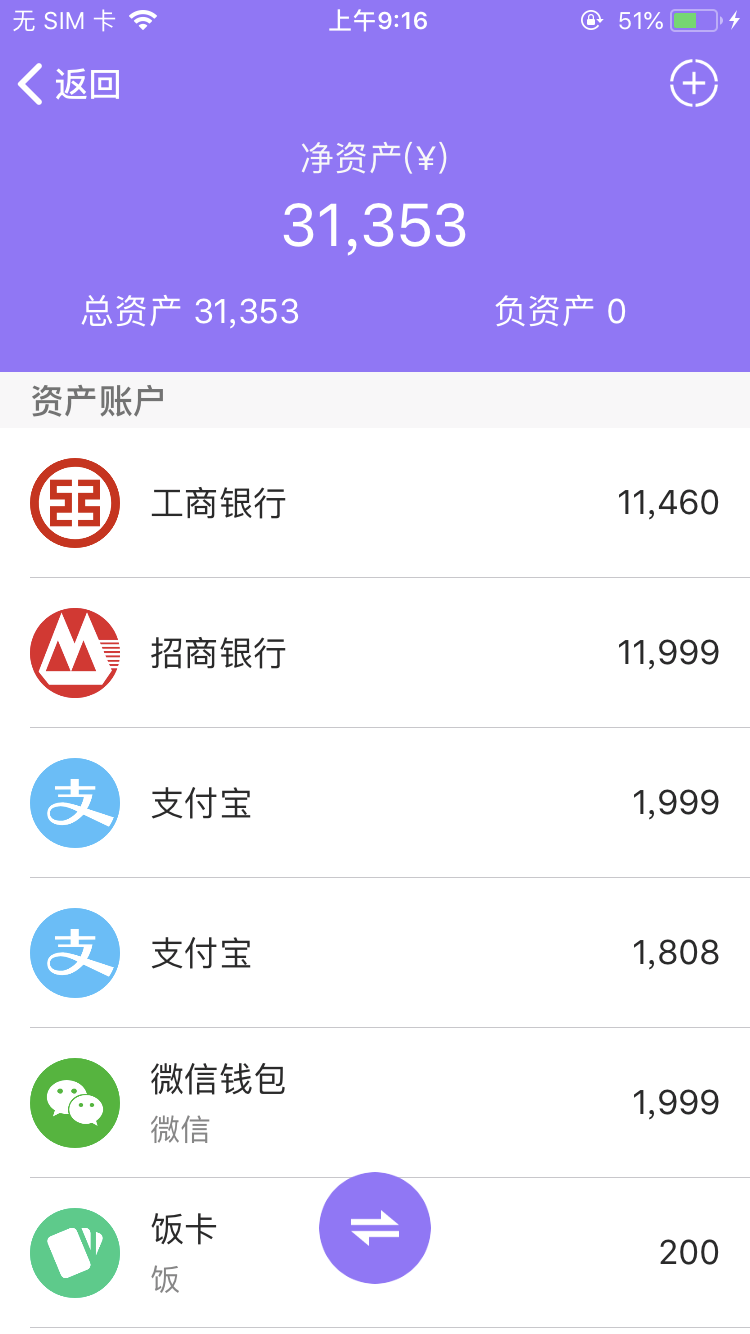 无 SIM 卡 上午9:16 51%
返回
净资产(¥)
31,353
总资产 31,353 负资产 0
资产账户
工商银行 11,460
招商银行 11,999
支付宝 1,999
支付宝 1,808
微信钱包
微信 1,999
饭卡
饭 200